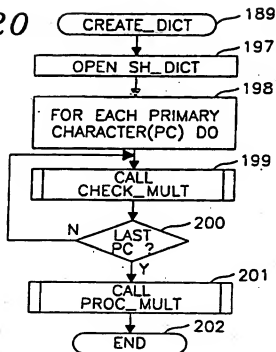 20
CREATE_DICT
189
197
OPEN SH_DICT
198
FOR EACH PRIMARY
CHARACTER(PC) DO
199
CALL
CHECK_MULT
200
N
LAST
PC ?
Y
201
CALL
PROC_MULT
202
END